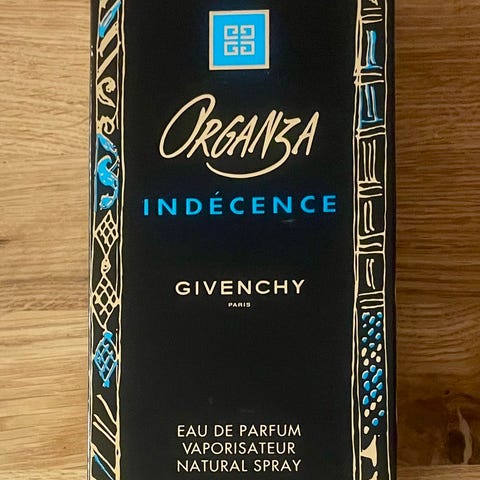 ORGANZA
INDÉCENCE
GIVENCHY
PARIS
EAU DE PARFUM
VAPORISATEUR
NATURAL SPRAY